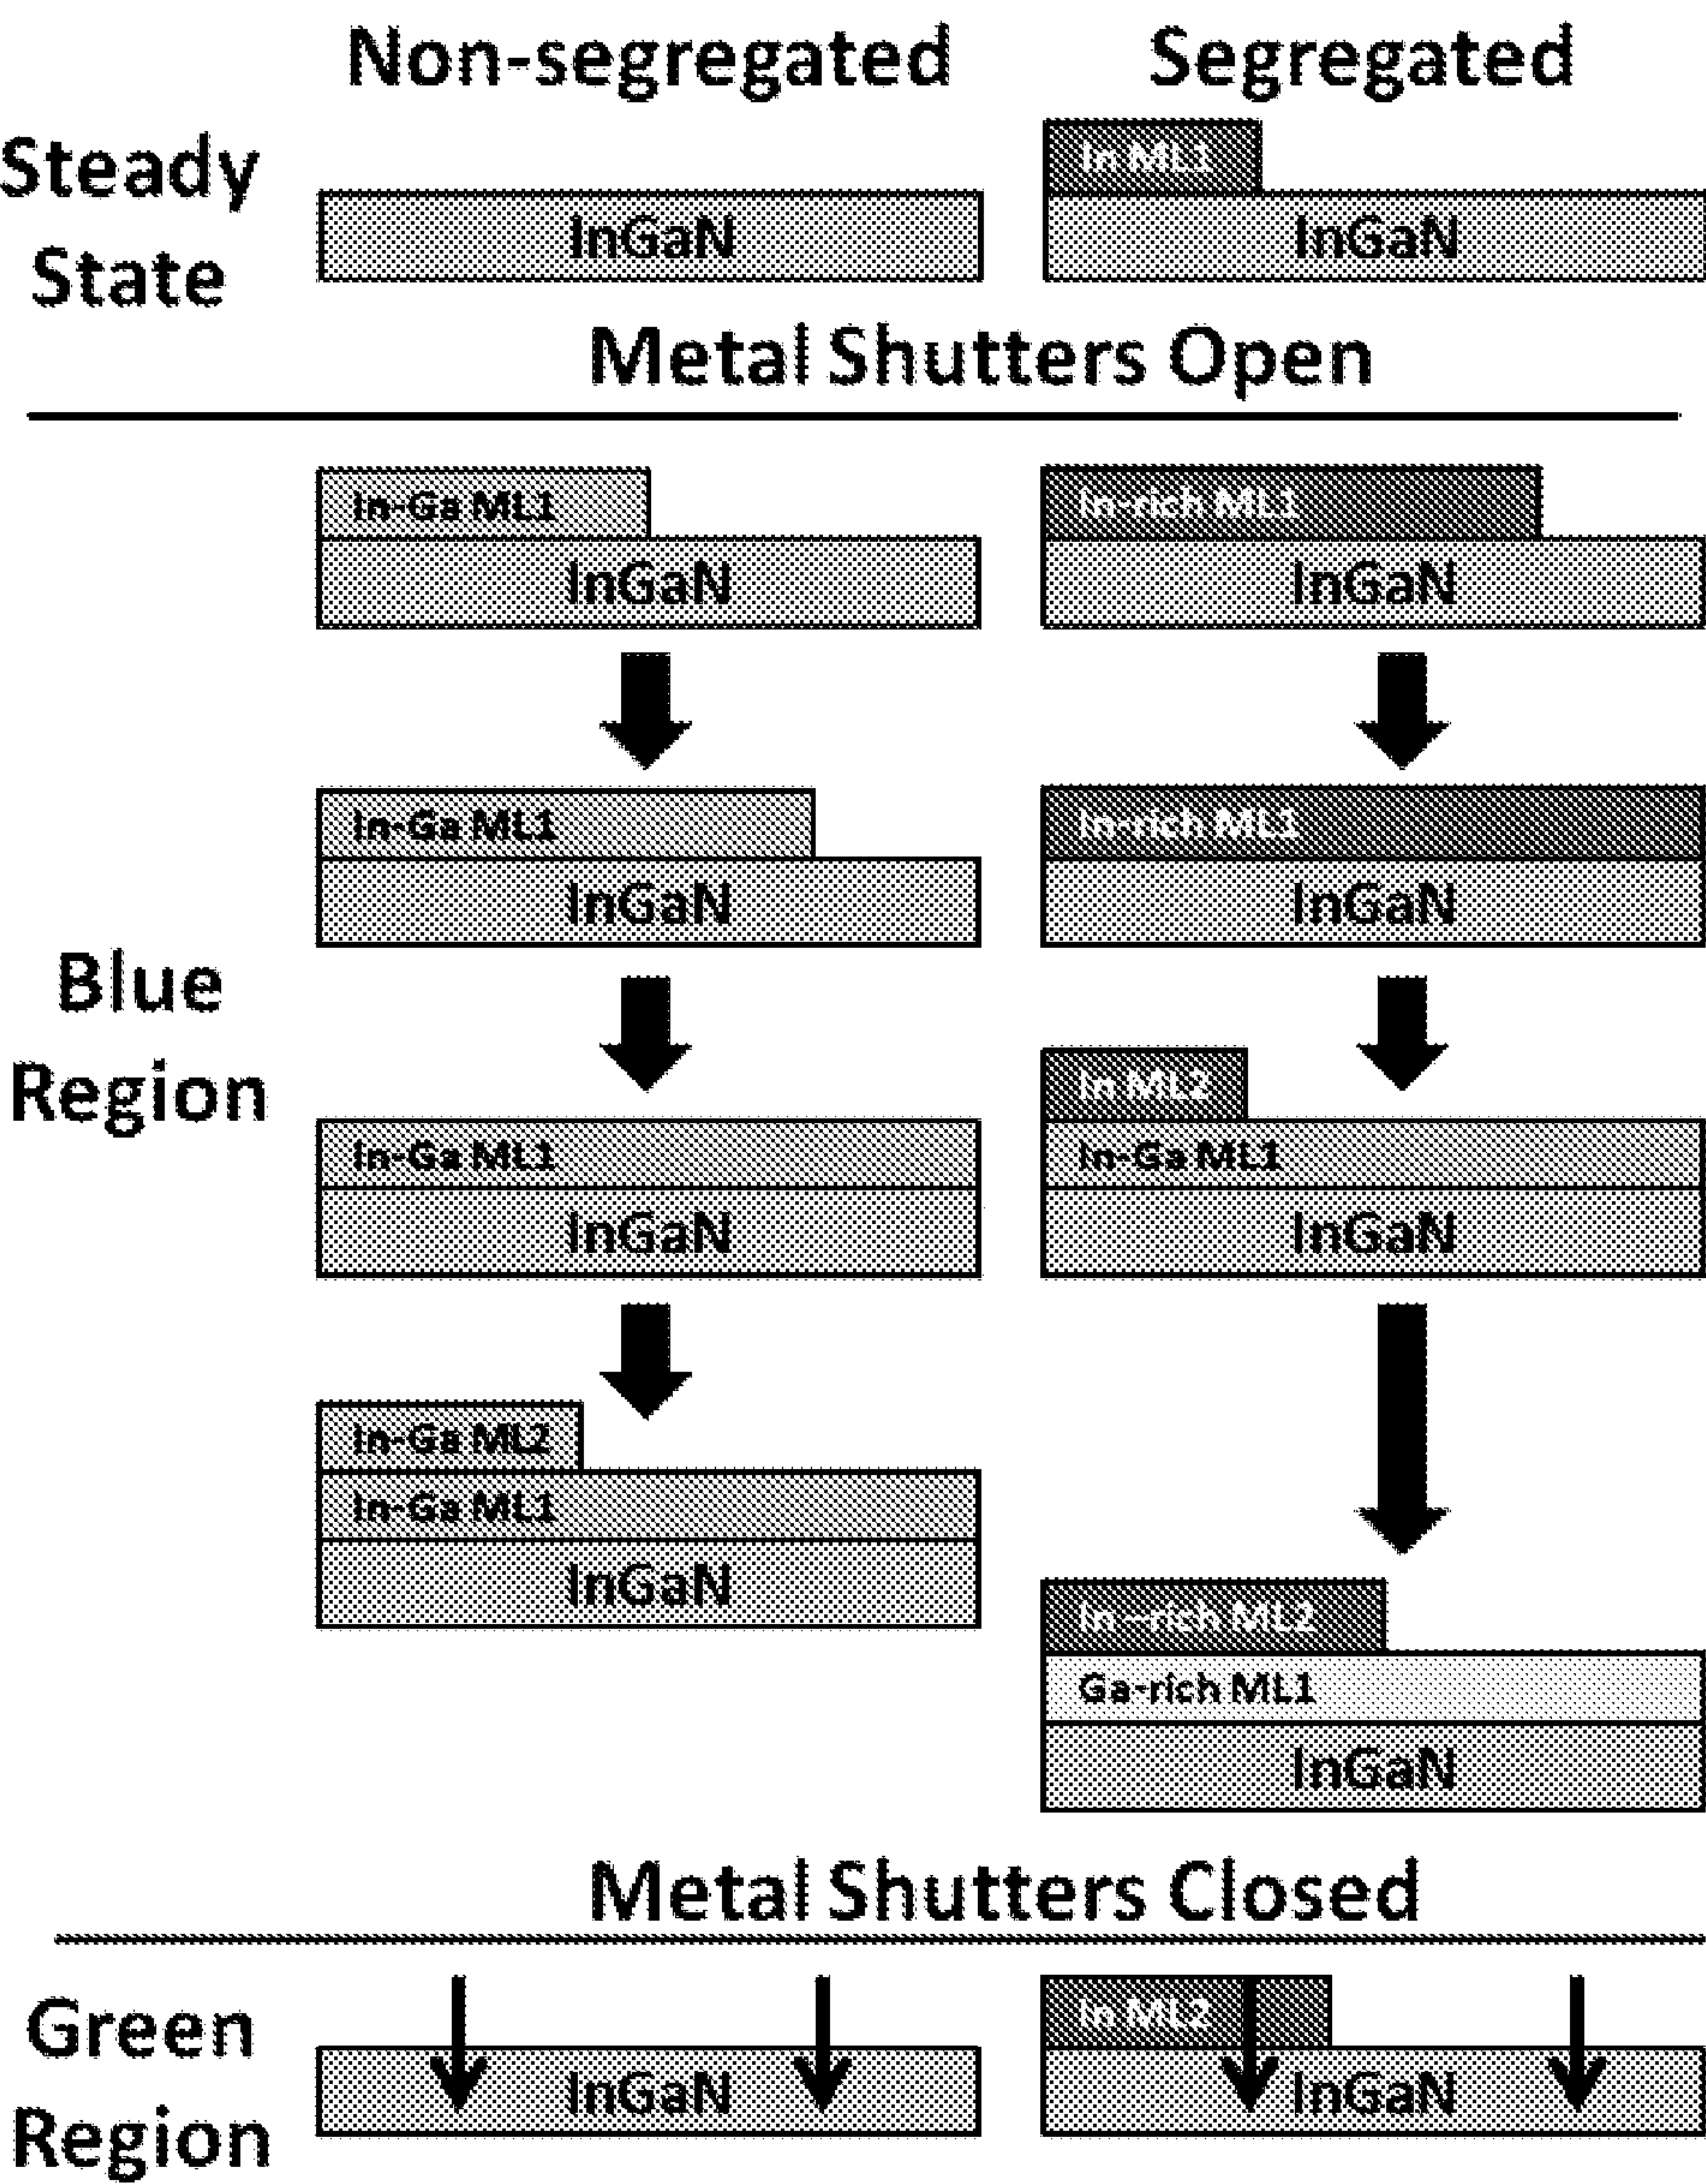 Non-segregated Segregated
Steady State
In ML1
InGaN InGaN
Metal Shutters Open
In-Ga ML1 In-rich ML1
InGaN InGaN
In-Ga ML1 In-rich ML1
InGaN InGaN
Blue Region
In ML2
In-Ga ML1 In-Ga ML1
InGaN InGaN
In-Ga ML2
In-Ga ML1
InGaN
In –rich ML2
Ga-rich ML1
InGaN
Metal Shutters Closed
Green Region
In ML2
InGaN InGaN